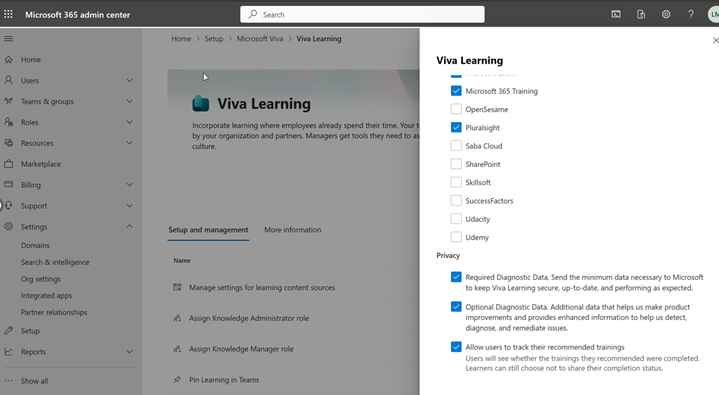 Microsoft 365 admin center
Search
LM
Home > Setup > Microsoft Viva > Viva Learning
Home
Users
Teams & groups
Roles
Resources
Marketplace
Billing
Support
Settings
Domains
Search & intelligence
Org settings
Integrated apps
Partner relationships
Setup
Reports
Show all
Viva Learning
Incorporate learning where employees already spend their time. Your t
by your organization and partners. Managers get tools they need to as
culture.
Setup and management
More information
Name
Manage settings for learning content sources
Assign Knowledge Administrator role
Assign Knowledge Manager role
Pin Learning in Teams
Viva Learning
Microsoft 365 Training
OpenSesame
Pluralsight
Saba Cloud
SharePoint
Skillsoft
SuccessFactors
Udacity
Udemy
Privacy
Required Diagnostic Data. Send the minimum data necessary to Microsoft
to keep Viva Learning secure, up-to-date, and performing as expected.
Optional Diagnostic Data. Additional data that helps us make product
improvements and provides enhanced information to help us detect,
diagnose, and remediate issues.
Allow users to track their recommended trainings
Users will see whether the trainings they recommended were completed.
Learners can still choose not to share their completion status.